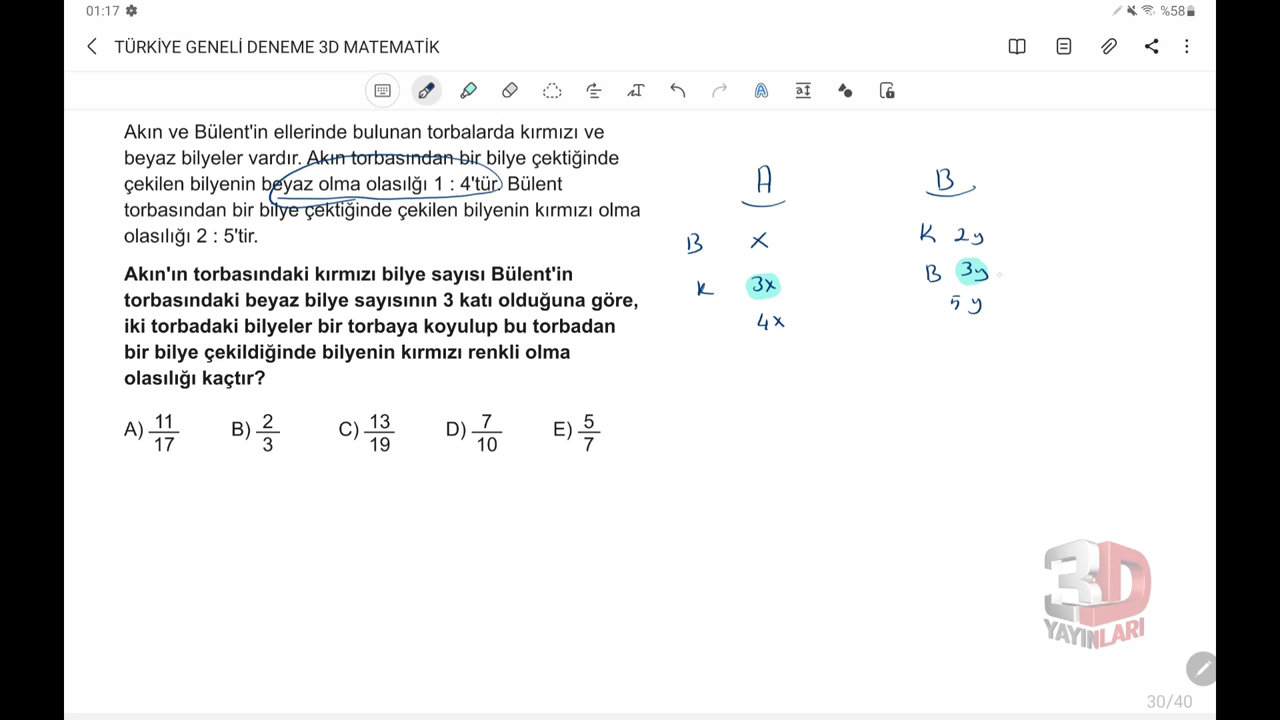 01:17 %58
TÜRKİYE GENELİ DENEME 3D MATEMATİK
Akın ve Bülent'in ellerinde bulunan torbalarda kırmızı ve
beyaz bilyeler vardır. Akın torbasından bir bilye çektiğinde
çekilen bilyenin beyaz olma olasılğı 1 : 4'tür. Bülent
torbasından bir bilye çektiğinde çekilen bilyenin kırmızı olma
olasılığı 2 : 5'tir.
Akın'ın torbasındaki kırmızı bilye sayısı Bülent'in
torbasındaki beyaz bilye sayısının 3 katı olduğuna göre,
iki torbadaki bilyeler bir torbaya koyulup bu torbadan
bir bilye çekildiğinde bilyenin kırmızı renkli olma
olasılığı kaçtır?
A) 11/17 B) 2/3 C) 13/19 D) 7/10 E) 5/7
A B
B x K 2y
K 3x B 3y
4x 5y
3D
YAYINLARI
30/40